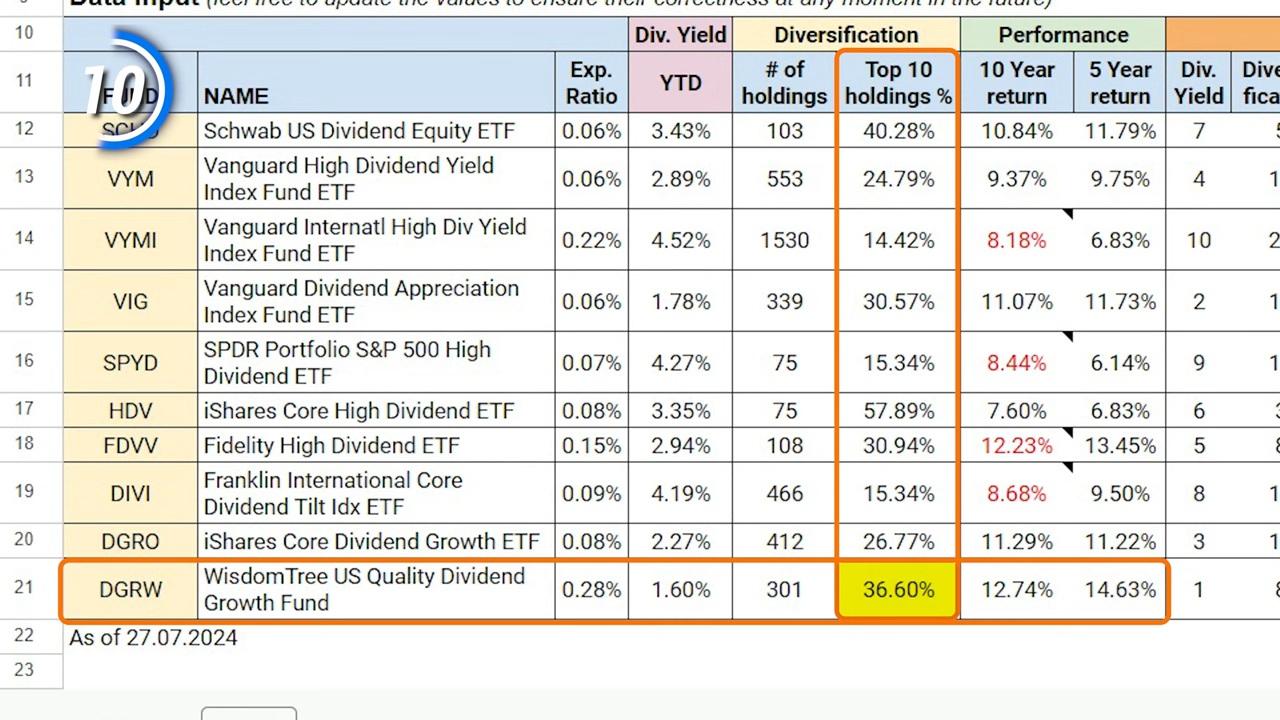 Data Input (feel free to update the values to ensure their correctness at any moment in the future)
10 Div. Yield Diversification Performance
11 FUND NAME Exp. Ratio YTD # of holdings Top 10 holdings % 10 Year return 5 Year return Div. Yield
10
12 Schwab US Dividend Equity ETF 0.06% 3.43% 103 40.28% 10.84% 11.79% 7
13 VYM Vanguard High Dividend Yield Index Fund ETF 0.06% 2.89% 553 24.79% 9.37% 9.75% 4
14 VYMI Vanguard Internatl High Div Yield Index Fund ETF 0.22% 4.52% 1530 14.42% 8.18% 6.83% 10
15 VIG Vanguard Dividend Appreciation Index Fund ETF 0.06% 1.78% 339 30.57% 11.07% 11.73% 2
16 SPYD SPDR Portfolio S&P 500 High Dividend ETF 0.07% 4.27% 75 15.34% 8.44% 6.14% 9
17 HDV iShares Core High Dividend ETF 0.08% 3.35% 75 57.89% 7.60% 6.83% 6
18 FDVV Fidelity High Dividend ETF 0.15% 2.94% 108 30.94% 12.23% 13.45% 5
19 DIVI Franklin International Core Dividend Tilt Idx ETF 0.09% 4.19% 466 15.34% 8.68% 9.50% 8
20 DGRO iShares Core Dividend Growth ETF 0.08% 2.27% 412 26.77% 11.29% 11.22% 3
21 DGRW WisdomTree US Quality Dividend Growth Fund 0.28% 1.60% 301 36.60% 12.74% 14.63% 1
22 As of 27.07.2024
23